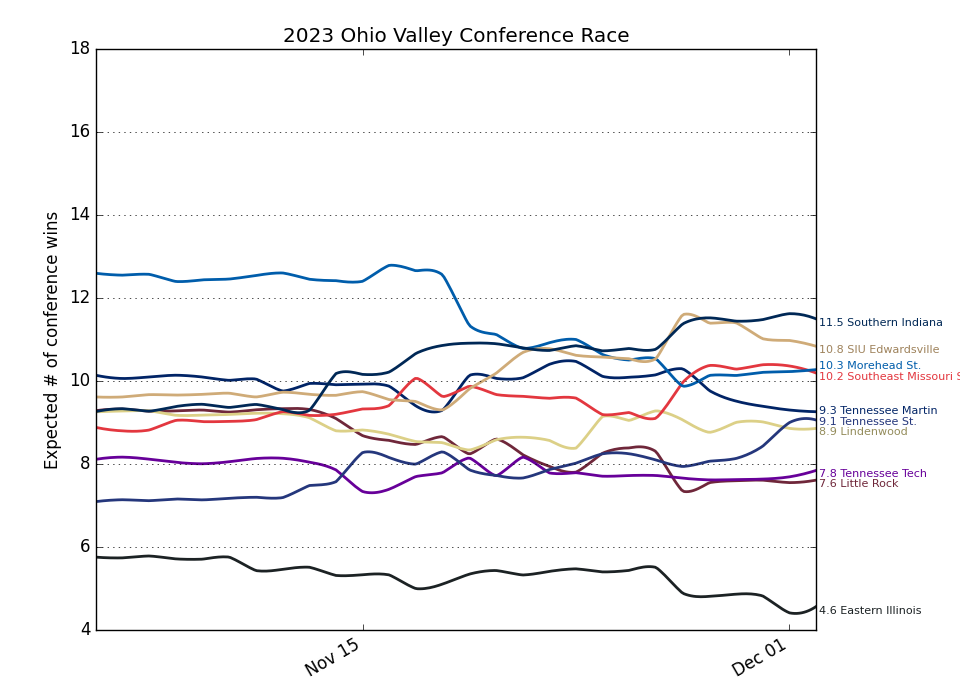 2023 Ohio Valley Conference Race
Expected # of conference wins
18
16
14
12
10
8
6
4
Nov 15
Dec 01
11.5 Southern Indiana
10.8 SIU Edwardsville
10.3 Morehead St.
10.2 Southeast Missouri S
9.3 Tennessee Martin
9.1 Tennessee St.
8.9 Lindenwood
7.8 Tennessee Tech
7.6 Little Rock
4.6 Eastern Illinois